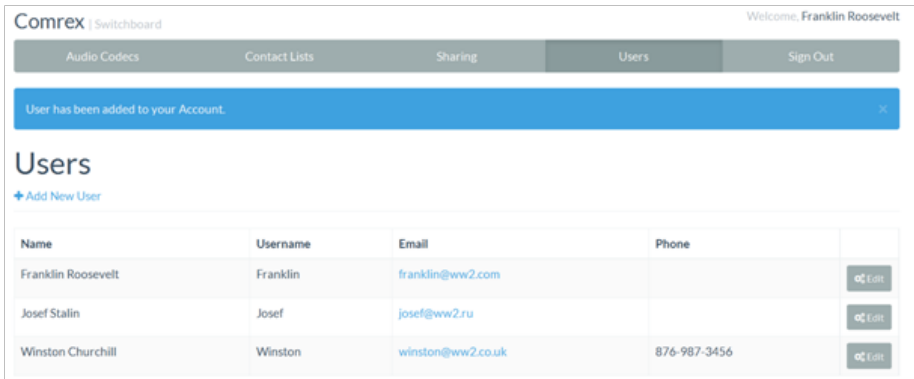 Comrex | Switchboard
Welcome, Franklin Roosevelt
Audio Codecs Contact Lists Sharing Users Sign Out
User has been added to your Account. ×
Users
+ Add New User
Name Username Email Phone
Franklin Roosevelt Franklin franklin@ww2.com Edit
Josef Stalin Josef josef@ww2.ru Edit
Winston Churchill Winston winston@ww2.co.uk 876-987-3456 Edit